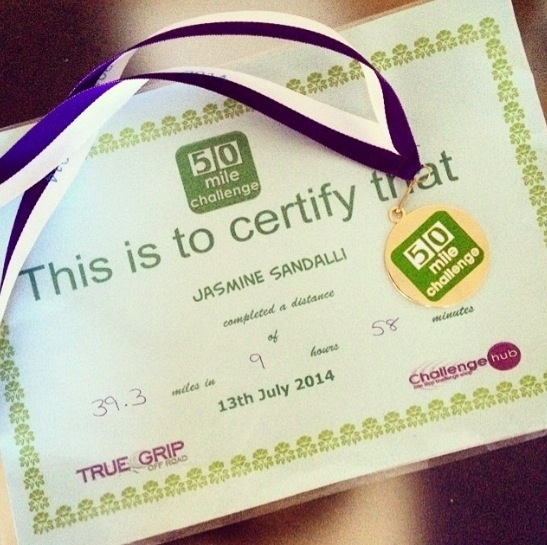 50
mile
challenge
This is to certify that
JASMINE SANDALLI
completed a distance
of
39.3 miles in 9 hours 58 minutes
13th July 2014
TRUE GRIP
OFF ROAD
Challenge hub
50
mile
challenge